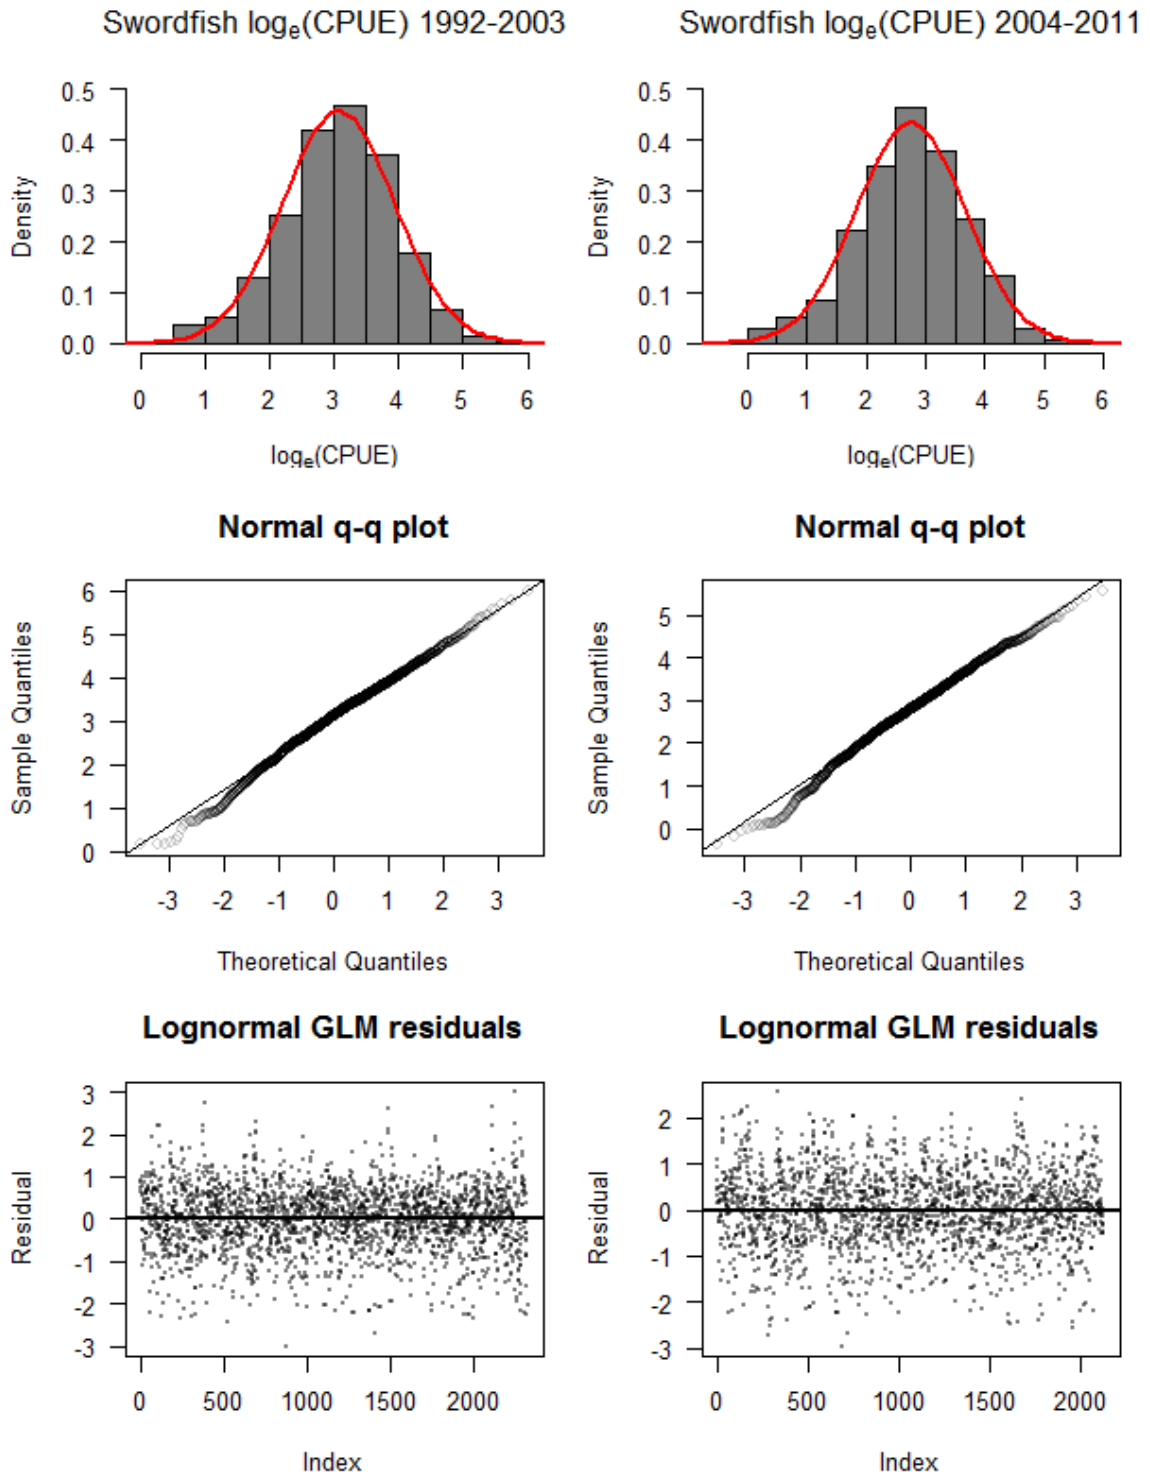 Swordfish logₑ(CPUE) 1992-2003
0.5
0.4
0.3
0.2
0.1
0.0
Density
0 1 2 3 4 5 6
logₑ(CPUE)
Swordfish logₑ(CPUE) 2004-2011
0.5
0.4
0.3
0.2
0.1
0.0
Density
0 1 2 3 4 5 6
logₑ(CPUE)
Normal q-q plot
6
5
4
3
2
1
0
Sample Quantiles
-3 -2 -1 0 1 2 3
Theoretical Quantiles
Normal q-q plot
5
4
3
2
1
0
Sample Quantiles
-3 -2 -1 0 1 2 3
Theoretical Quantiles
Lognormal GLM residuals
3
2
1
0
-1
-2
-3
Residual
0 500 1000 1500 2000
Index
Lognormal GLM residuals
2
1
0
-1
-2
-3
Residual
0 500 1000 1500 2000
Index